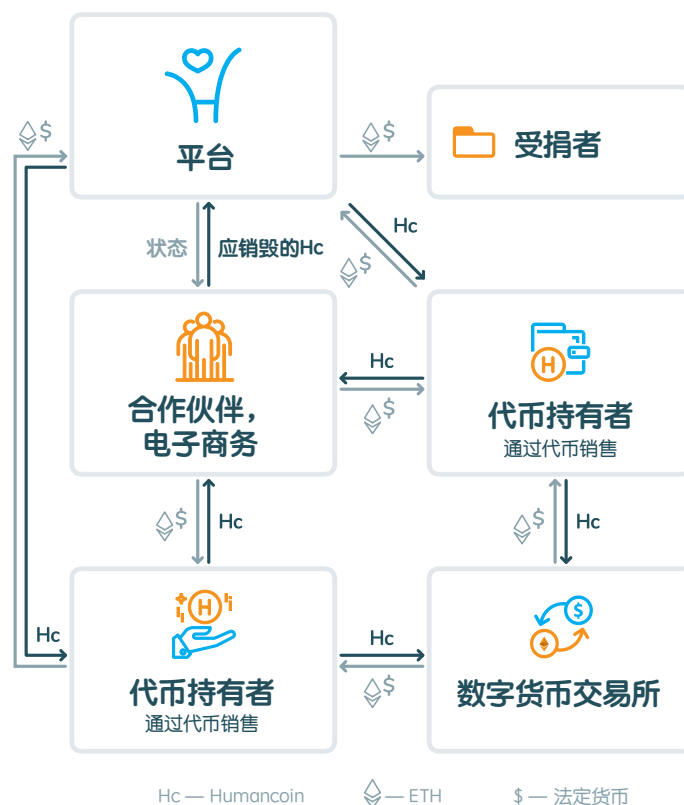 平台
$
$
受捐者
状态
应销毁的Hc
Hc
$
合作伙伴，
电子商务
Hc
$
H
代币持有者
通过代币销售
$
Hc
$
Hc
Hc
H
代币持有者
通过代币销售
Hc
$
$
数字货币交易所
Hc — Humancoin
— ETH
$ — 法定货币